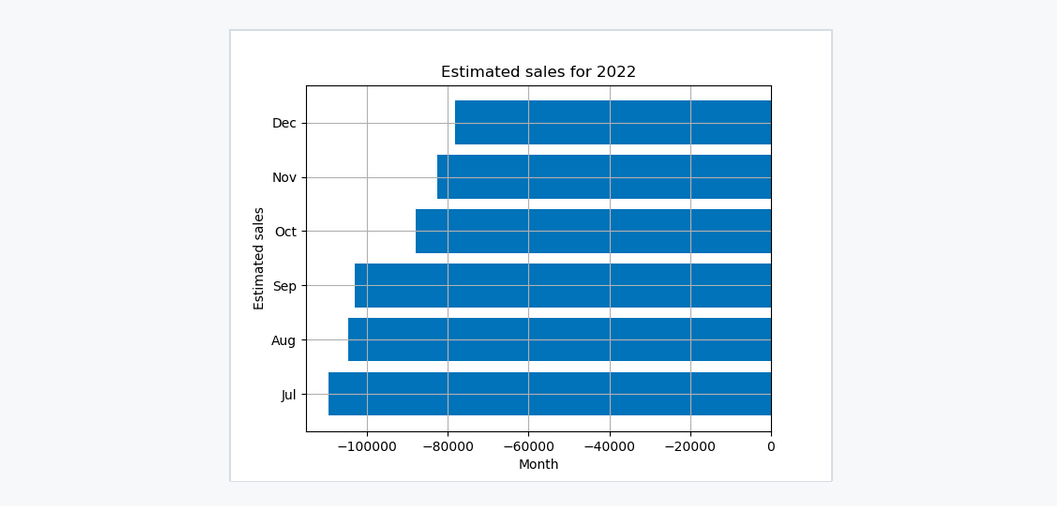 Estimated sales for 2022
Dec
Nov
Oct
Sep
Aug
Jul
Estimated sales
−100000 −80000 −60000 −40000 −20000 0
Month